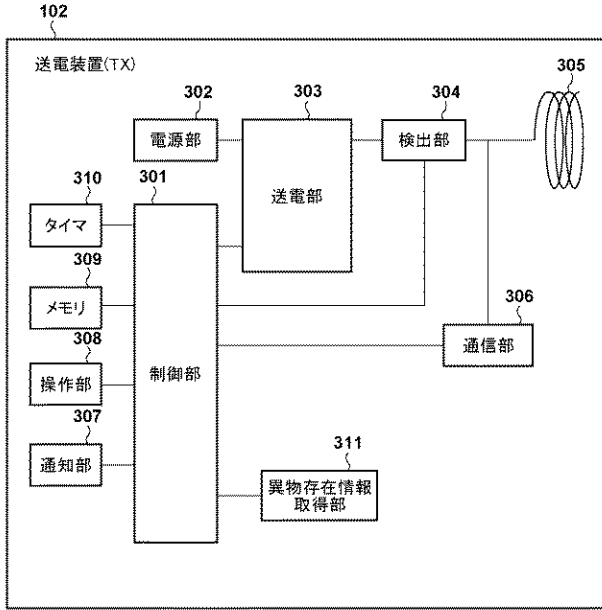 102
送電装置(TX)
302
電源部
303
送電部
304
検出部
305
310
タイマ
301
制御部
309
メモリ
306
通信部
308
操作部
307
通知部
311
異物存在情報
取得部